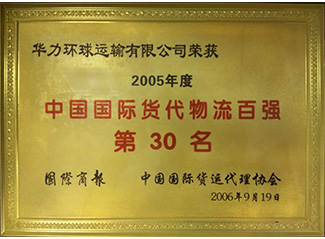 华力环球运输有限公司荣获
2005年度
中国国际货代物流百强
第 30 名
国際商報 中国国际货运代理协会
2006年9月19日